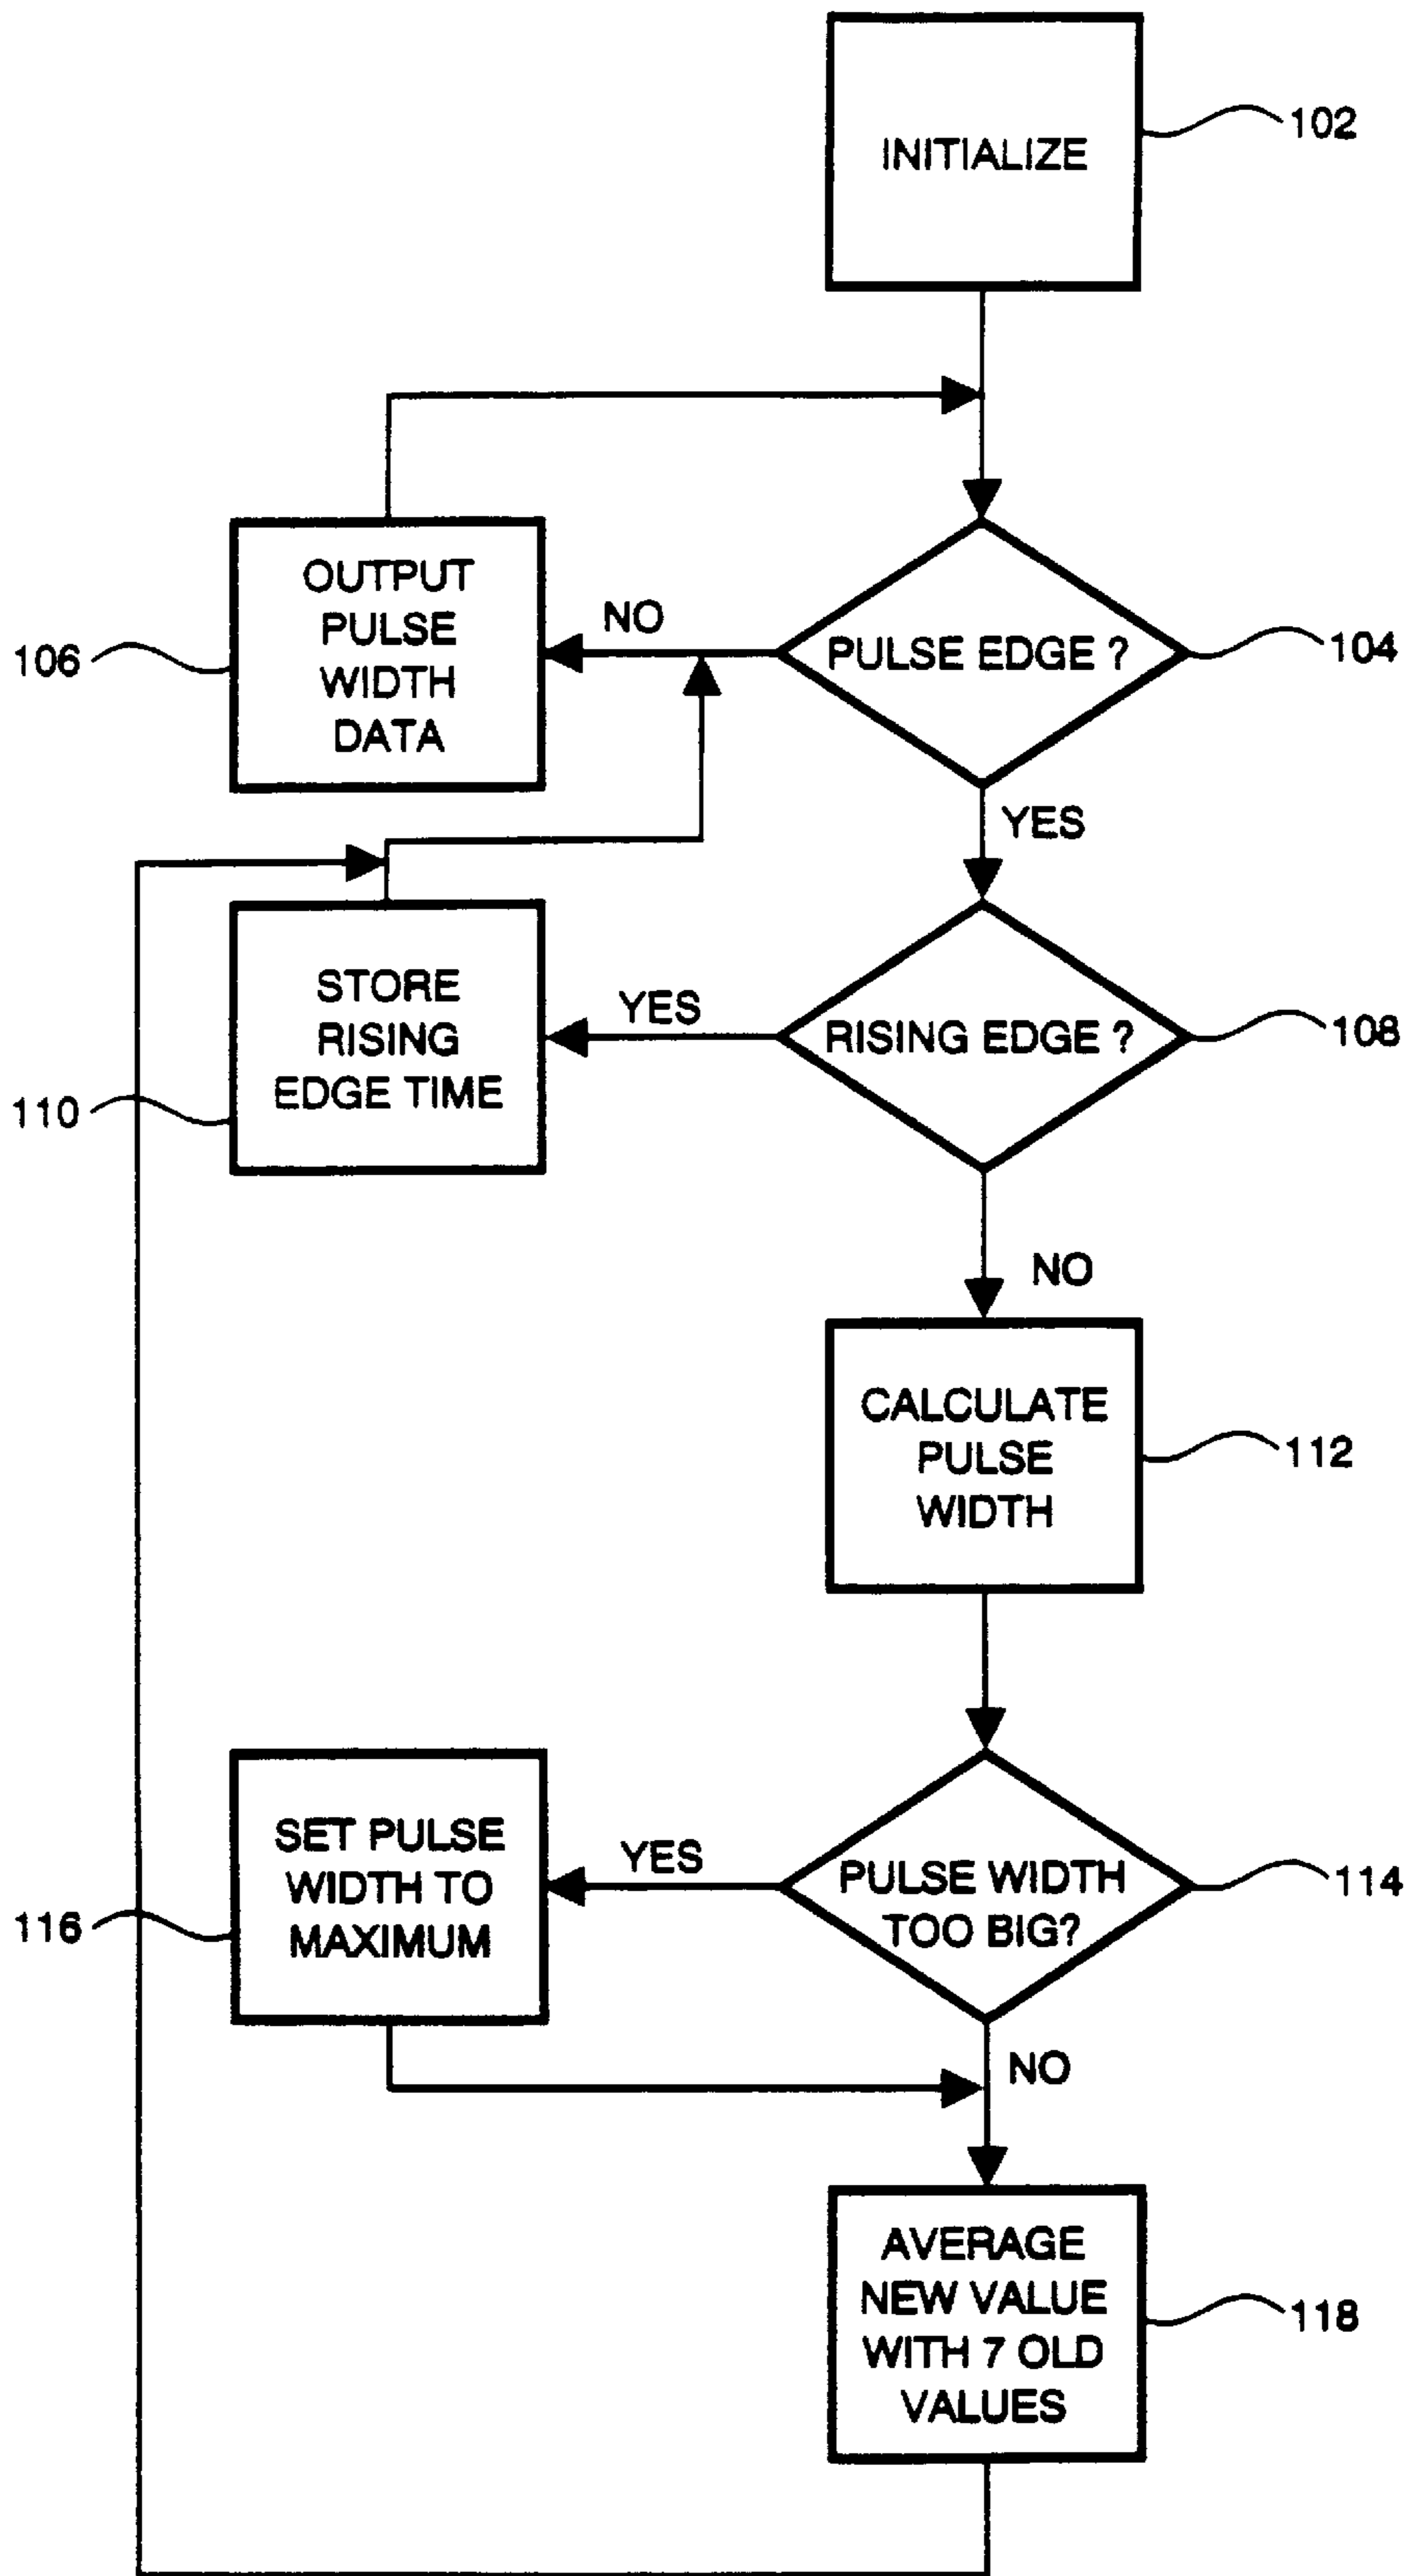 INITIALIZE
102
OUTPUT
PULSE
WIDTH
DATA
106
NO
PULSE EDGE ?
104
YES
STORE
RISING
EDGE TIME
110
YES
RISING EDGE ?
108
NO
CALCULATE
PULSE
WIDTH
112
SET PULSE
WIDTH TO
MAXIMUM
116
YES
PULSE WIDTH
TOO BIG?
114
NO
AVERAGE
NEW VALUE
WITH 7 OLD
VALUES
118